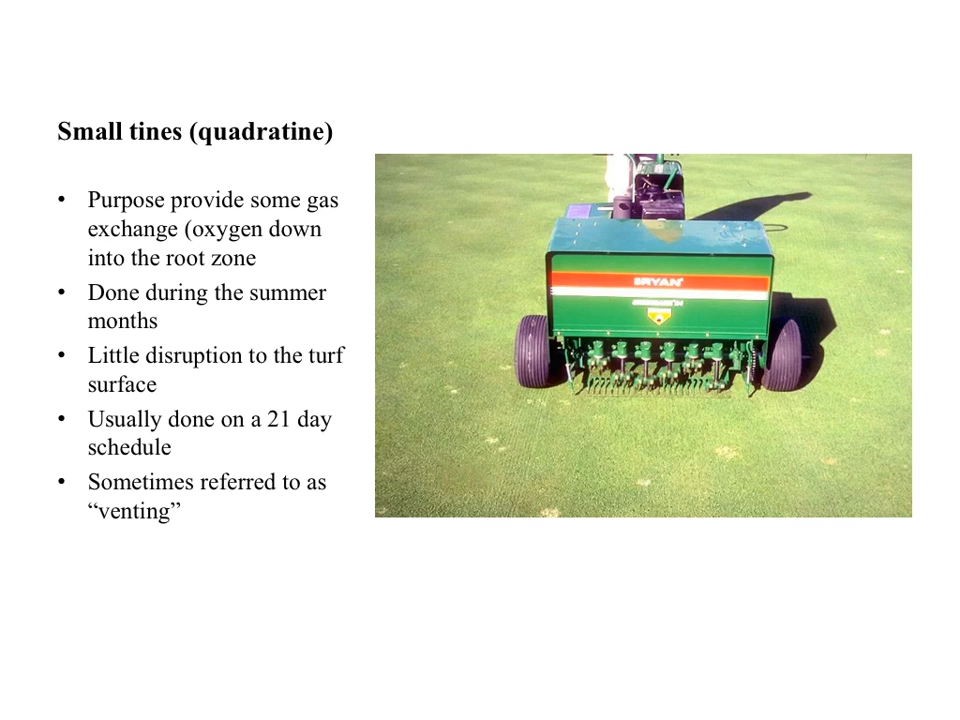 Small tines (quadratine)
• Purpose provide some gas
exchange (oxygen down
into the root zone
• Done during the summer
months
• Little disruption to the turf
surface
• Usually done on a 21 day
schedule
• Sometimes referred to as
“venting”
RYAN